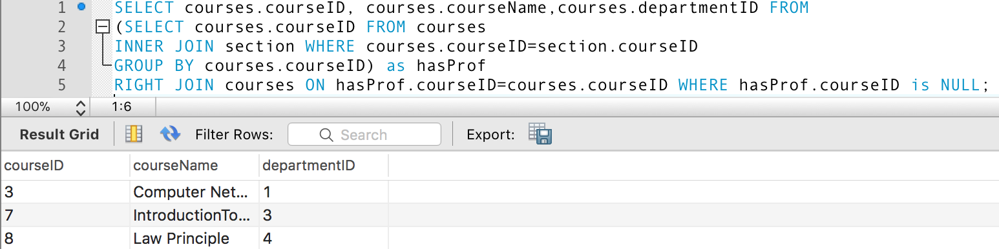 1 SELECT courses.courseID, courses.courseName,courses.departmentID FROM
2 (SELECT courses.courseID FROM courses
3 INNER JOIN section WHERE courses.courseID=section.courseID
4 GROUP BY courses.courseID) as hasProf
5 RIGHT JOIN courses ON hasProf.courseID=courses.courseID WHERE hasProf.courseID is NULL;
100% 1:6
Result Grid Filter Rows: Search Export:
courseID courseName departmentID
3 Computer Net... 1
7 IntroductionTo... 3
8 Law Principle 4